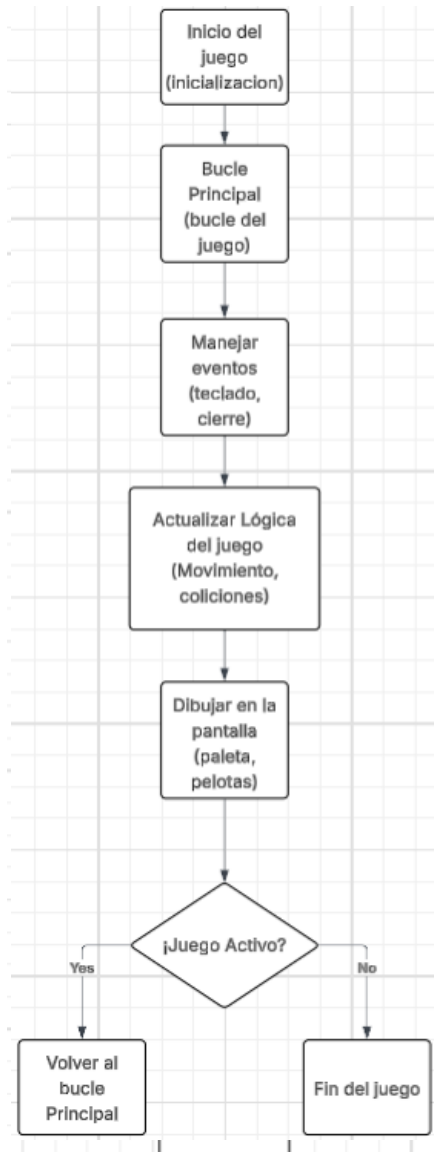 Inicio del
juego
(inicializacion)
Bucle
Principal
(bucle del
juego)
Manejar
eventos
(teclado,
cierre)
Actualizar Lógica
del juego
(Movimiento,
coliciones)
Dibujar en la
pantalla
(paleta,
pelotas)
¡Juego Activo?
Yes
No
Volver al
bucle
Principal
Fin del juego